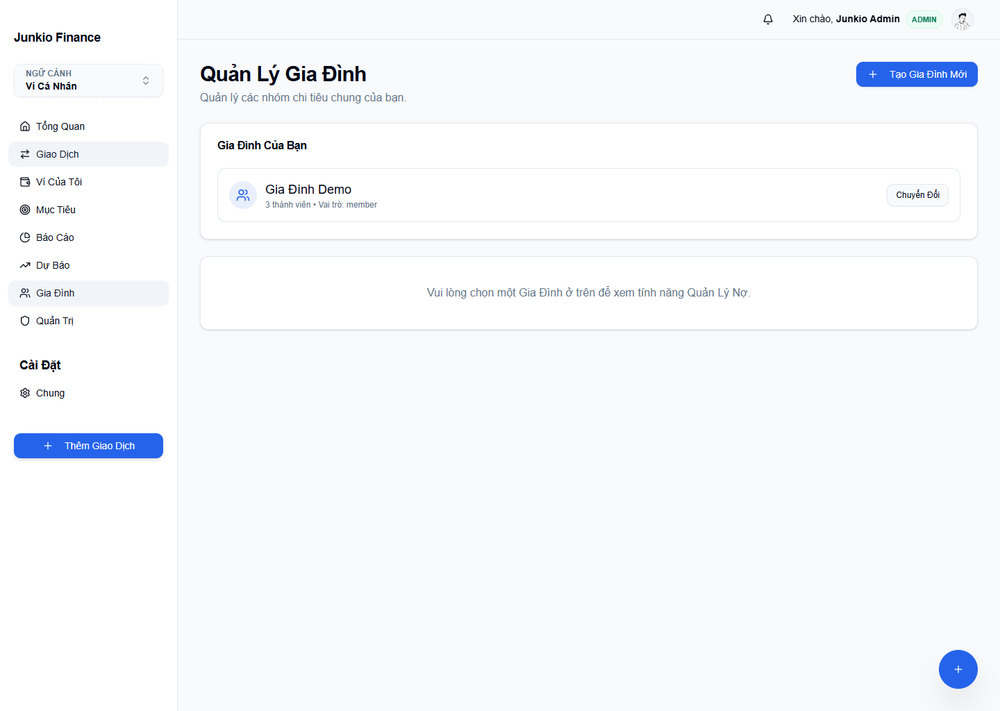 Junkio Finance
NGỮ CẢNH
Ví Cá Nhân
Tổng Quan
Giao Dịch
Ví Của Tôi
Mục Tiêu
Báo Cáo
Dự Báo
Gia Đình
Quản Trị
Cài Đặt
Chung
Thêm Giao Dịch
Xin chào, Junkio Admin ADMIN
Quản Lý Gia Đình
Quản lý các nhóm chi tiêu chung của bạn.
Tạo Gia Đình Mới
Gia Đình Của Bạn
Gia Đình Demo
3 thành viên • Vai trò: member
Chuyển Đổi
Vui lòng chọn một Gia Đình ở trên để xem tính năng Quản Lý Nợ.